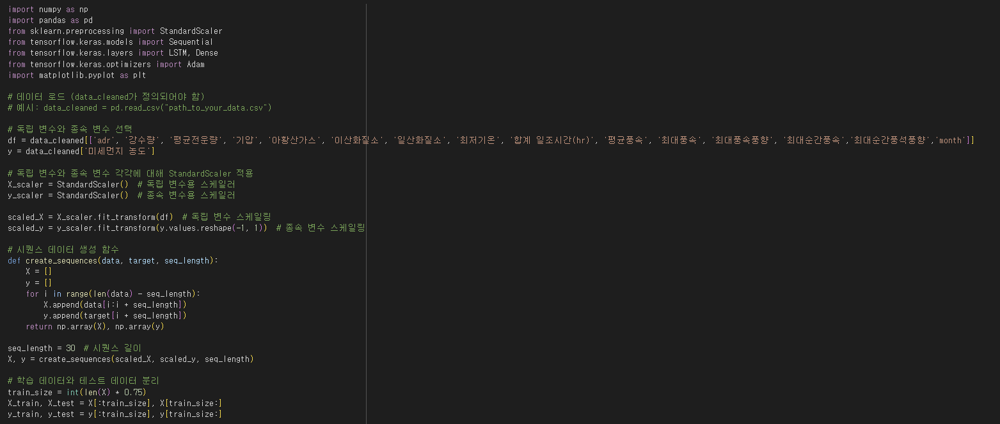 import numpy as np
import pandas as pd
from sklearn.preprocessing import StandardScaler
from tensorflow.keras.models import Sequential
from tensorflow.keras.layers import LSTM, Dense
from tensorflow.keras.optimizers import Adam
import matplotlib.pyplot as plt
# 데이터 로드 (data_cleaned가 정의되어야 함)
# 예시: data_cleaned = pd.read_csv("path_to_your_data.csv")
# 독립 변수와 종속 변수 선택
df = data_cleaned[['adr', '강수량', '평균전운량', '기압', '아황산가스', '이산화질소', '일산화질소', '최저기온', '합계 일조시간(hr)', '평균풍속', '최대풍속', '최대풍속풍향', '최대순간풍속','최대순간풍석풍향','month']]
y = data_cleaned['미세먼지 농도']
# 독립 변수와 종속 변수 각각에 대해 StandardScaler 적용
X_scaler = StandardScaler()  # 독립 변수용 스케일러
y_scaler = StandardScaler()  # 종속 변수용 스케일러
scaled_X = X_scaler.fit_transform(df)  # 독립 변수 스케일링
scaled_y = y_scaler.fit_transform(y.values.reshape(-1, 1))  # 종속 변수 스케일링
# 시퀀스 데이터 생성 함수
def create_sequences(data, target, seq_length):
    X = []
    y = []
    for i in range(len(data) - seq_length):
        X.append(data[i:i + seq_length])
        y.append(target[i + seq_length])
    return np.array(X), np.array(y)
seq_length = 30  # 시퀀스 길이
X, y = create_sequences(scaled_X, scaled_y, seq_length)
# 학습 데이터와 테스트 데이터 분리
train_size = int(len(X) * 0.75)
X_train, X_test = X[:train_size], X[train_size:]
y_train, y_test = y[:train_size], y[train_size:]